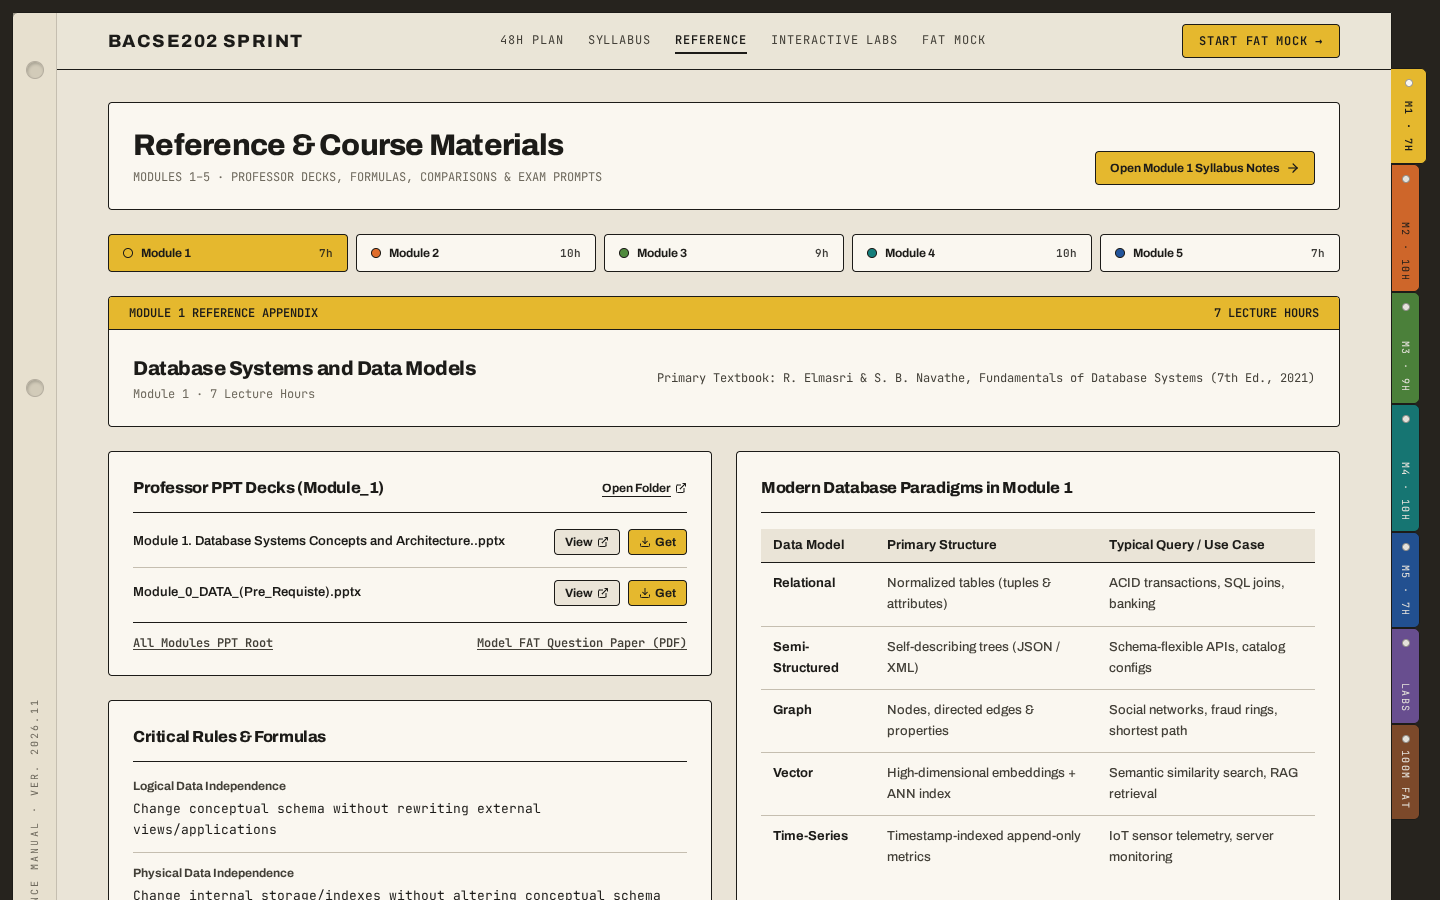 BACSE202 SPRINT
48H PLAN
SYLLABUS
REFERENCE
INTERACTIVE LABS
FAT MOCK
START FAT MOCK →
Reference & Course Materials
MODULES 1–5 · PROFESSOR DECKS, FORMULAS, COMPARISONS & EXAM PROMPTS
Open Module 1 Syllabus Notes →
Module 1 7h
Module 2 10h
Module 3 9h
Module 4 10h
Module 5 7h
MODULE 1 REFERENCE APPENDIX
7 LECTURE HOURS
Database Systems and Data Models
Module 1 · 7 Lecture Hours
Primary Textbook: R. Elmasri & S. B. Navathe, Fundamentals of Database Systems (7th Ed., 2021)
Professor PPT Decks (Module_1)
Open Folder
Module 1. Database Systems Concepts and Architecture..pptx
View
Get
Module_0_DATA_(Pre_Requiste).pptx
View
Get
All Modules PPT Root
Model FAT Question Paper (PDF)
Critical Rules & Formulas
Logical Data Independence
Change conceptual schema without rewriting external
views/applications
Physical Data Independence
Change internal storage/indexes without altering conceptual schema
Modern Database Paradigms in Module 1
Data Model Primary Structure Typical Query / Use Case
Relational Normalized tables (tuples & ACID transactions, SQL joins,
attributes) banking
Semi- Self-describing trees (JSON / Schema-flexible APIs, catalog
Structured XML) configs
Graph Nodes, directed edges & Social networks, fraud rings,
properties shortest path
Vector High-dimensional embeddings + Semantic similarity search, RAG
ANN index retrieval
Time-Series Timestamp-indexed append-only IoT sensor telemetry, server
metrics monitoring
M1 · 7H
M2 · 10H
M3 · 9H
M4 · 10H
M5 · 7H
LABS
100M FAT
NCE MANUAL · VER. 2026.11